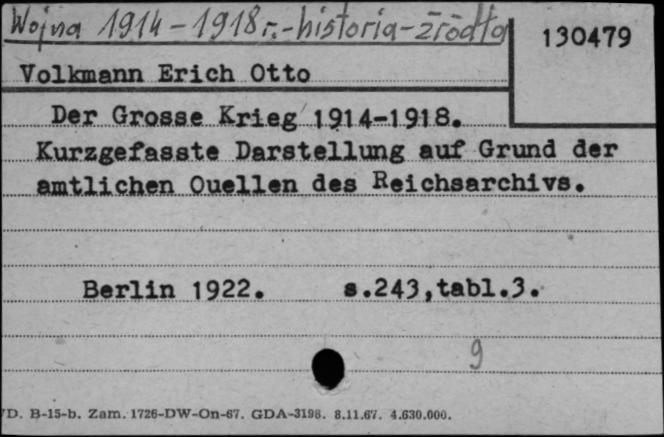 Wojna 1914-1918 r.-historia-źródła
130479
Volkmann Erich Otto
Der Grosse Krieg 1914-1918.
Kurzgefasste Darstellung auf Grund der
amtlichen Ouellen des Reichsarchivs.
Berlin 1922. s.243,tabl.3.
9
D. B-15-b. Zam. 1726-DW-On-67. GDA-3198. 8.11.67. 4.630.000.